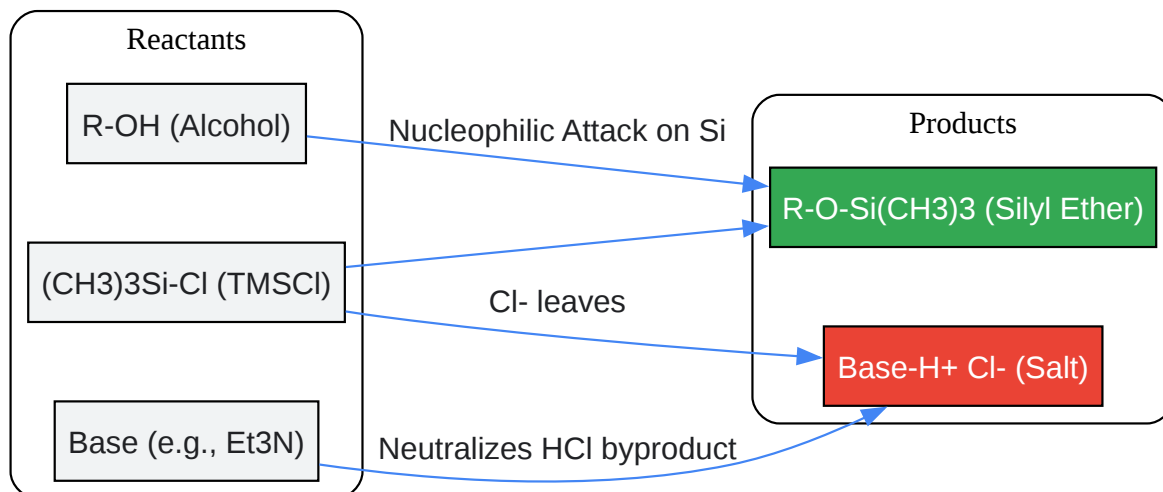 Reactants
R-OH (Alcohol)
Nucleophilic Attack on Si
Products
R-O-Si(CH3)3 (Silyl Ether)
(CH3)3Si-Cl (TMSCl)
Cl- leaves
Base-H+ Cl- (Salt)
Base (e.g., Et3N)
Neutralizes HCl byproduct